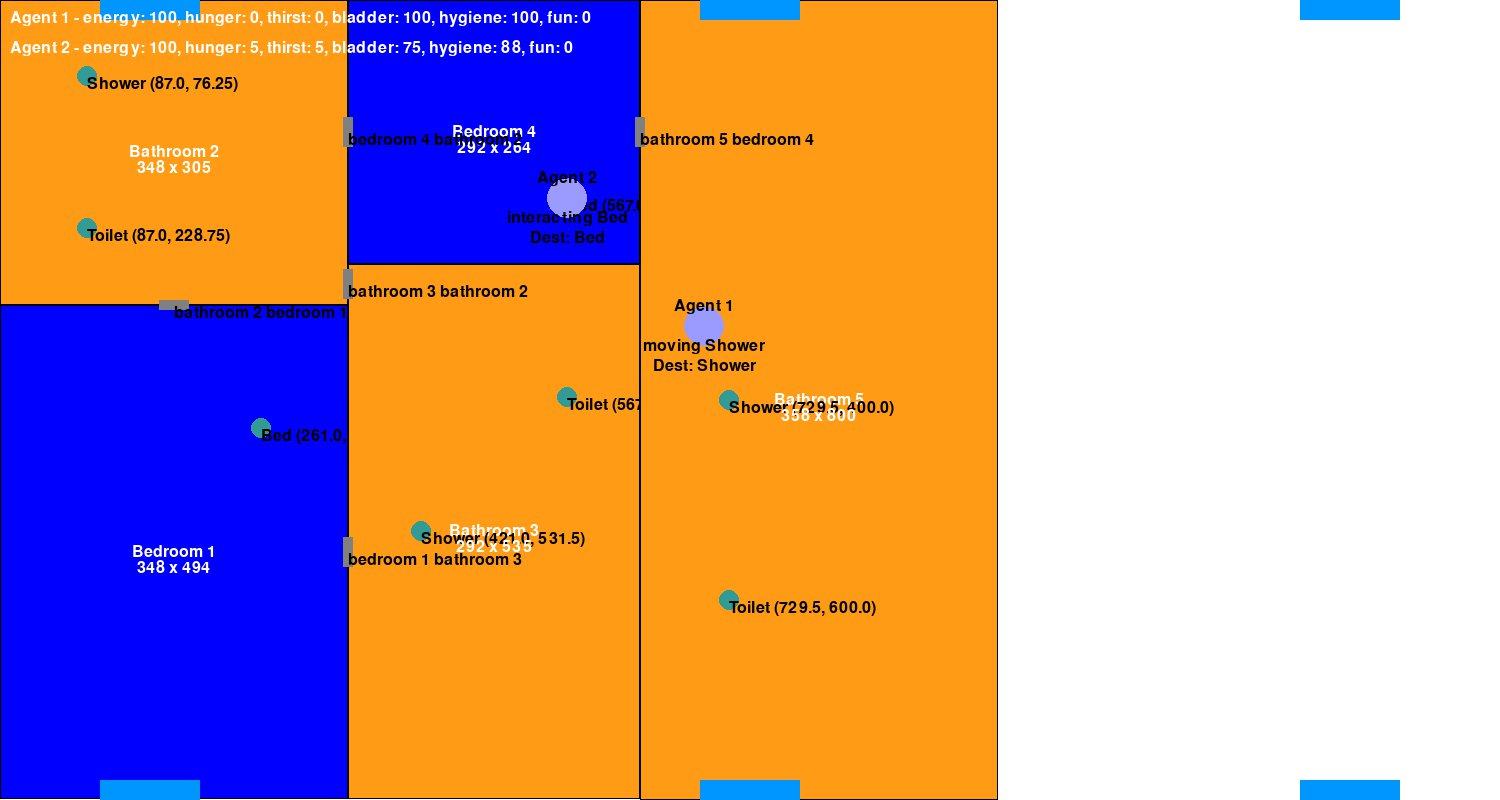 Agent 1 - energy: 100, hunger: 0, thirst: 0, bladder: 100, hygiene: 100, fun: 0
Agent 2 - energy: 100, hunger: 5, thirst: 5, bladder: 75, hygiene: 88, fun: 0
Shower (87.0, 76.25)
Bathroom 2
348 x 305
Toilet (87.0, 228.75)
bedroom 4
Bedroom 4
292 x 264
bathroom 5 bedroom 4
Agent 2
interacting Bed
Dest: Bed
bathroom 3 bathroom 2
bathroom 2 bedroom 1
Agent 1
moving Shower
Dest: Shower
Shower (729.5, 400.0)
Bathroom 5
358 x 800
Toilet (567
Bed (261.0,
Shower (421.0, 531.5)
Bathroom 3
292 x 535
bedroom 1 bathroom 3
Bedroom 1
348 x 494
Toilet (729.5, 600.0)